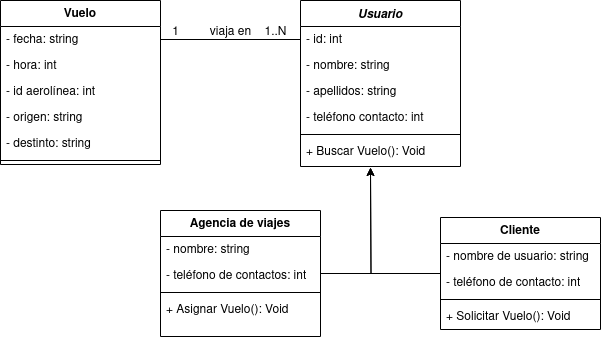 Vuelo
- fecha: string
- hora: int
- id aerolínea: int
- origen: string
- destinto: string
1
viaja en
1..N
Usuario
- id: int
- nombre: string
- apellidos: string
- teléfono contacto: int
+ Buscar Vuelo(): Void
Agencia de viajes
- nombre: string
- teléfono de contactos: int
+ Asignar Vuelo(): Void
Cliente
- nombre de usuario: string
- teléfono de contacto: int
+ Solicitar Vuelo(): Void